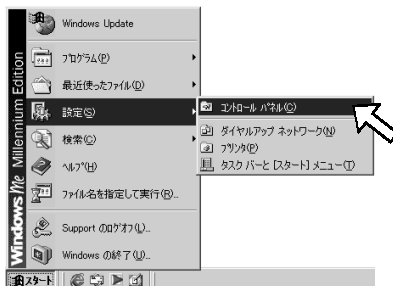 Windows Update
ﾌﾟﾛｸﾞﾗﾑ(P)
最近使ったﾌｧｲﾙ(D)
設定(S)
検索(C)
ﾍﾙﾌﾟ(H)
ﾌｧｲﾙ名を指定して実行(R)...
Support のﾛｸﾞｵﾌ(L)...
Windows の終了(U)...
Windows Me Millennium Edition
ｺﾝﾄﾛｰﾙ ﾊﾟﾈﾙ(C)
ダイヤルアップ ネットワーク(N)
ﾌﾟﾘﾝﾀ(P)
タスク バーと [スタート] メニュー(T)
ｽﾀｰﾄ